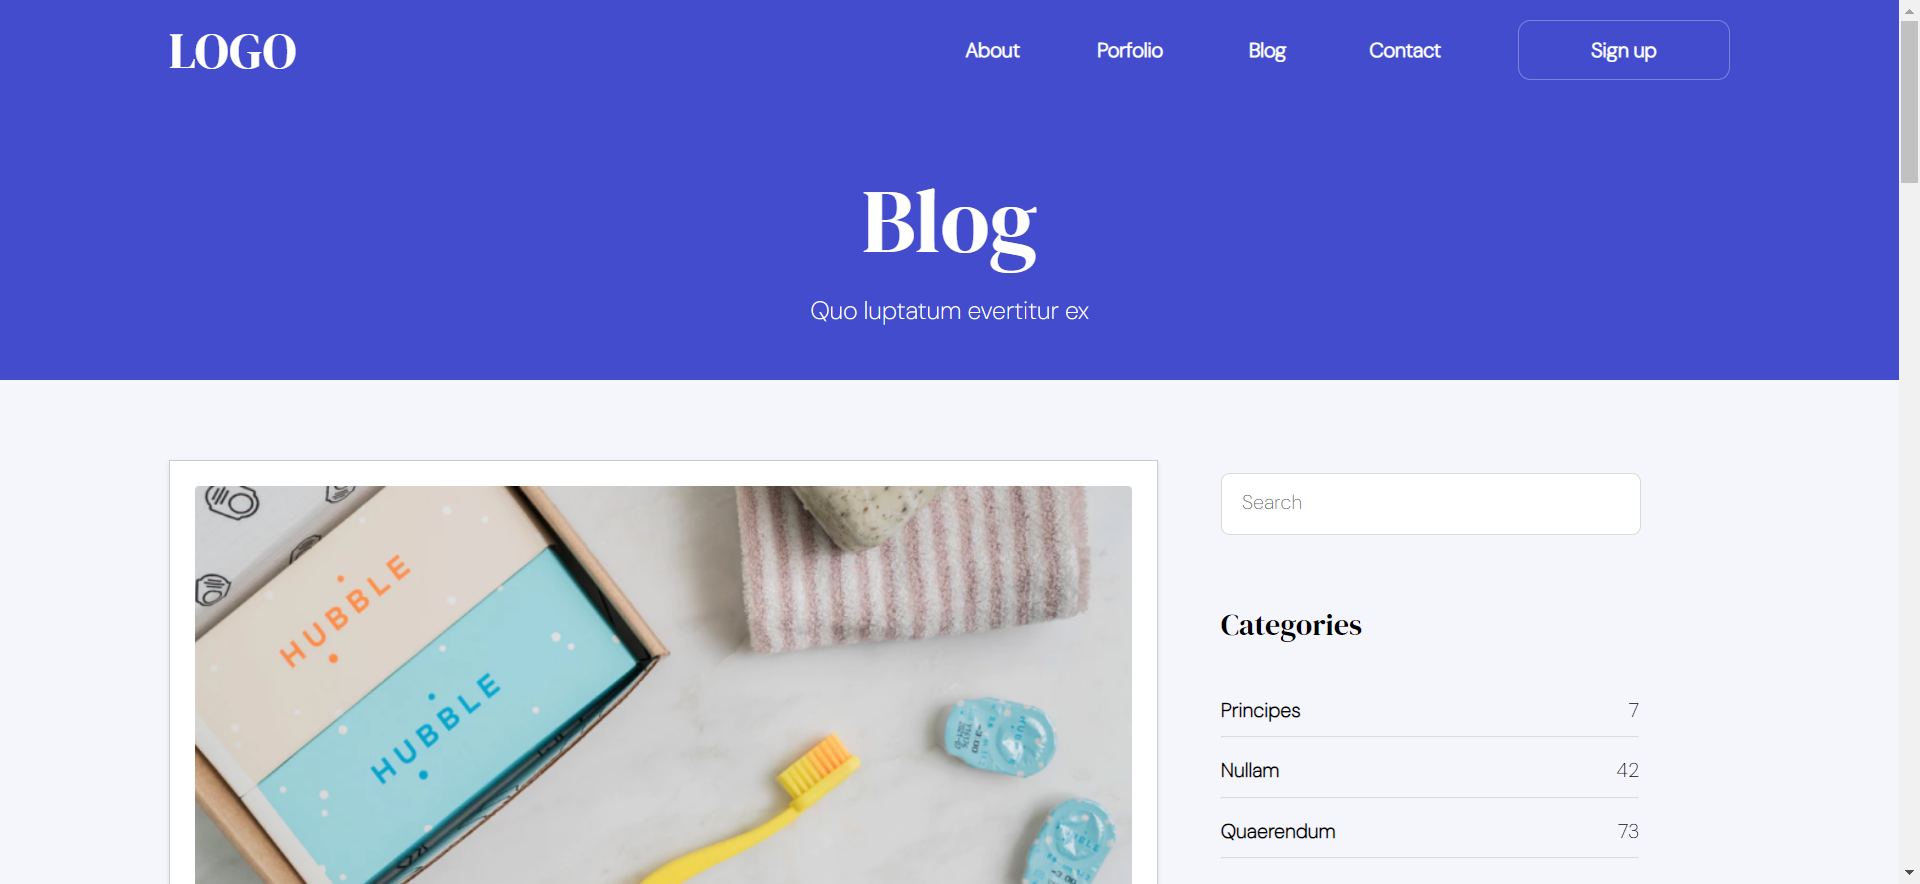 LOGO
About
Porfolio
Blog
Contact
Sign up
Blog
Quo luptatum evertitur ex
HUBBLE
HUBBLE
Search
Categories
Principes 7
Nullam 42
Quaerendum 73